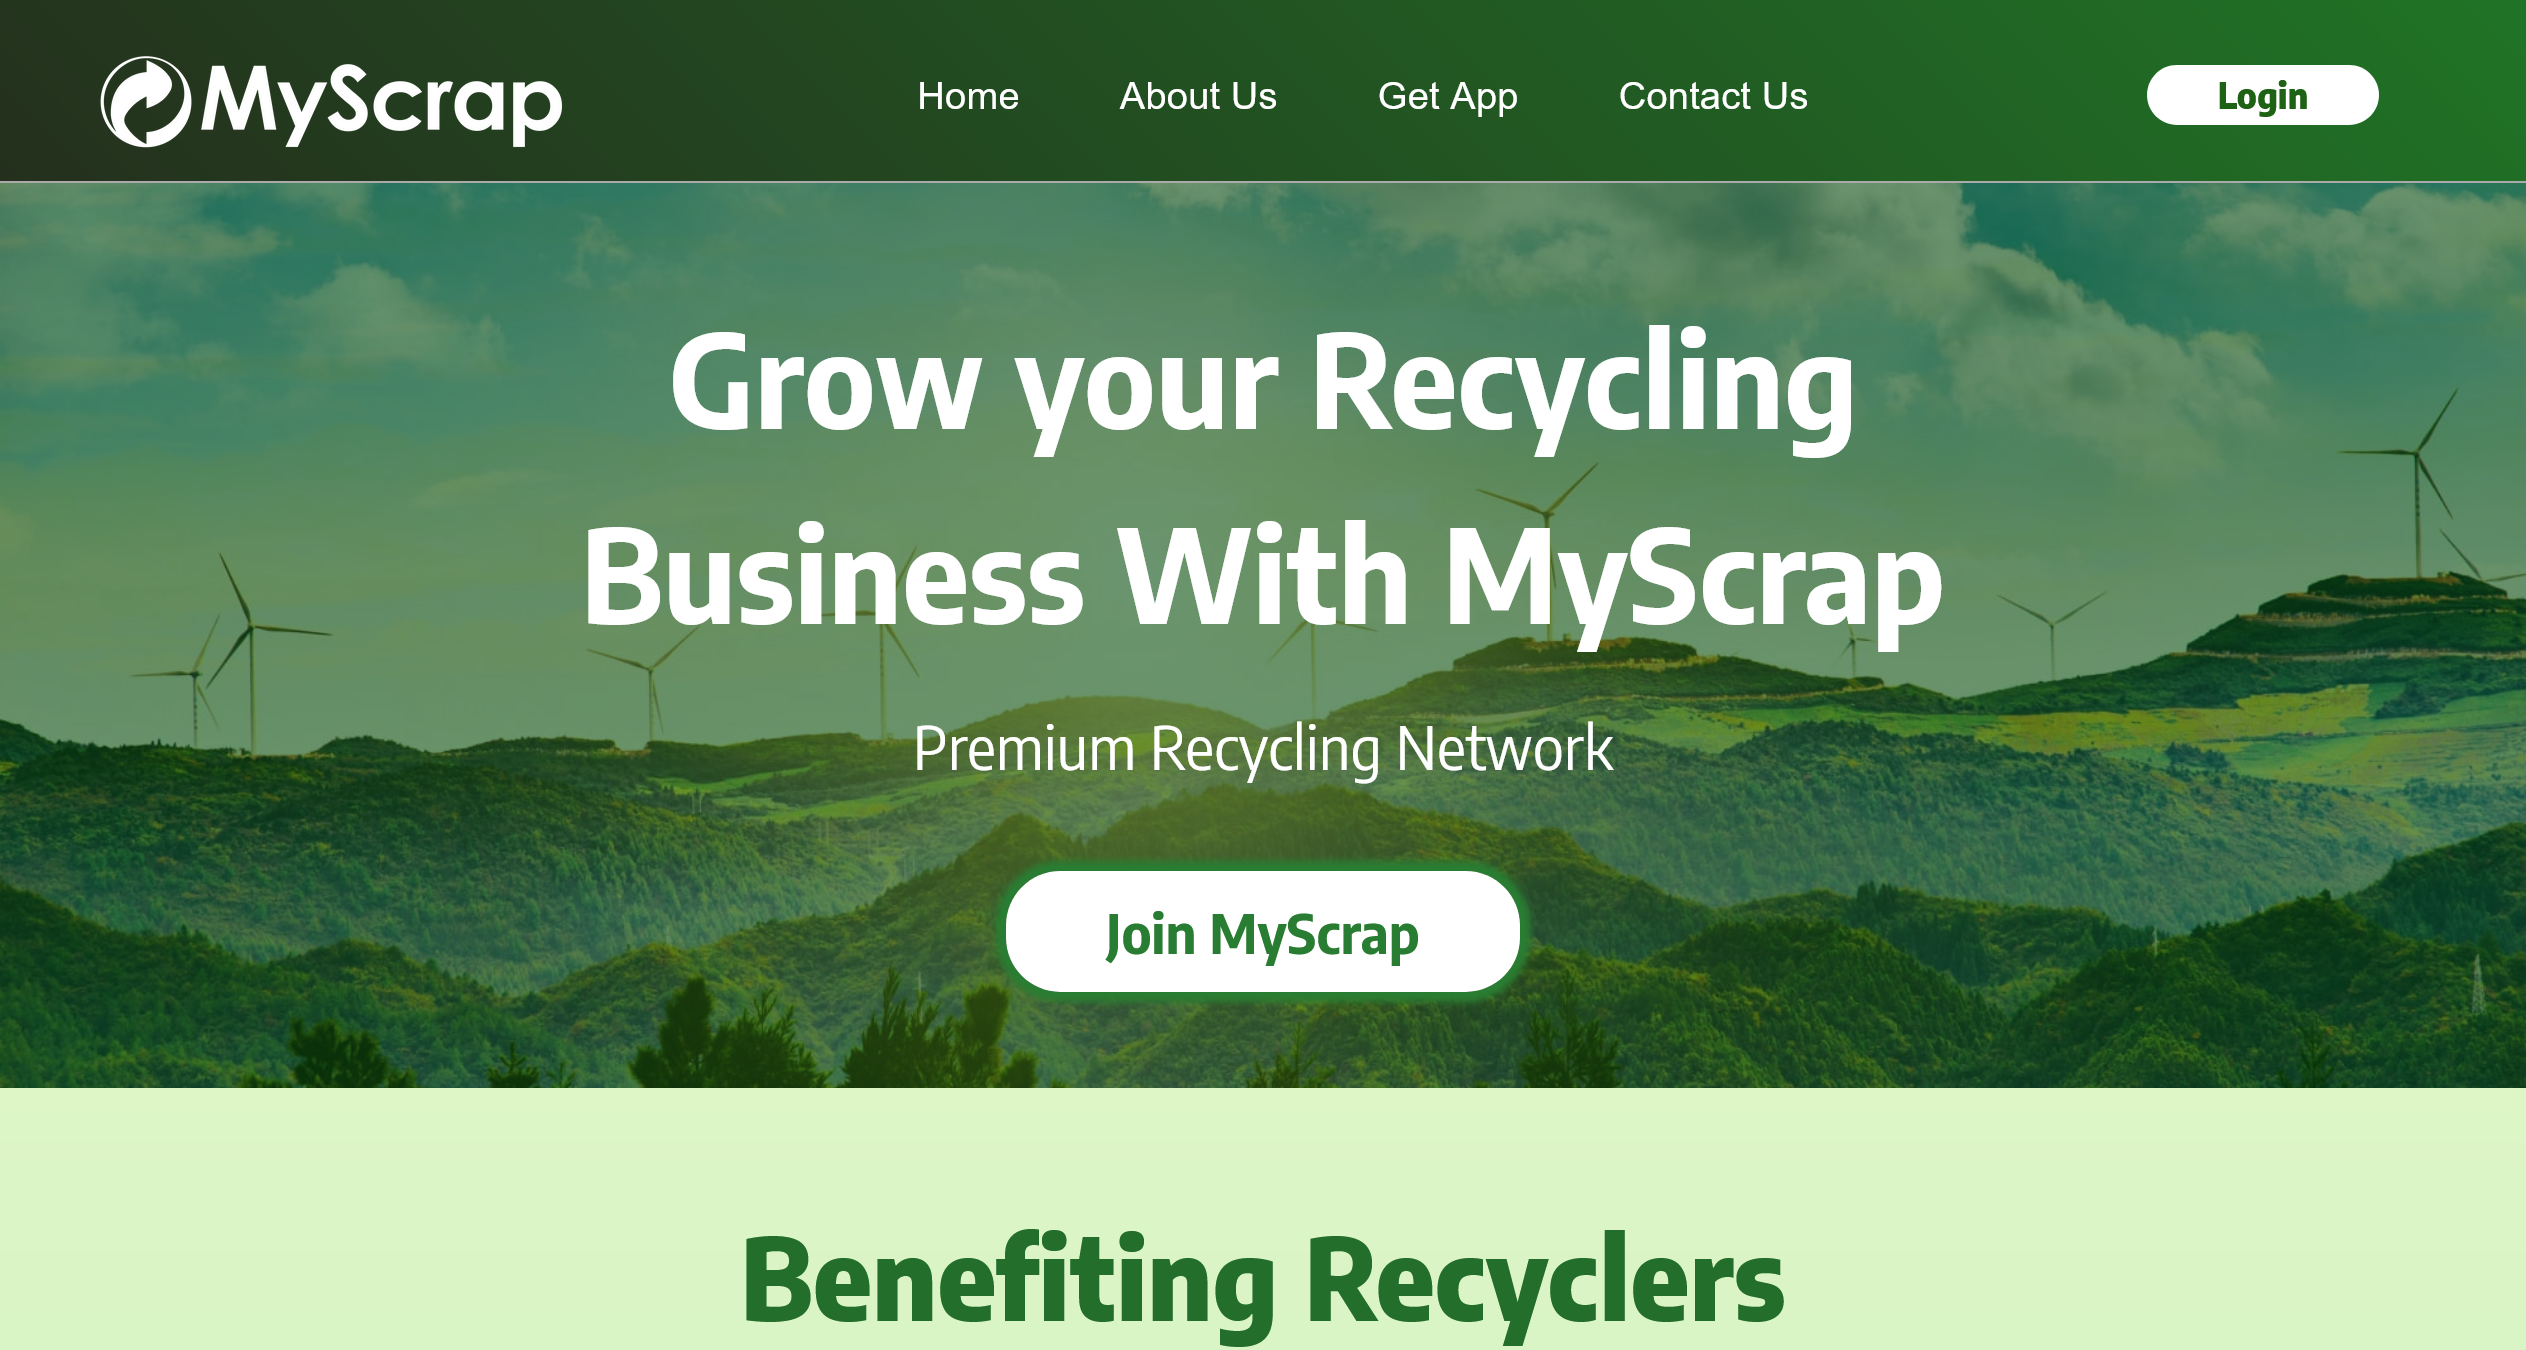 MyScrap
Home
About Us
Get App
Contact Us
Login
Grow your Recycling
Business With MyScrap
Premium Recycling Network
Join MyScrap
Benefiting Recyclers